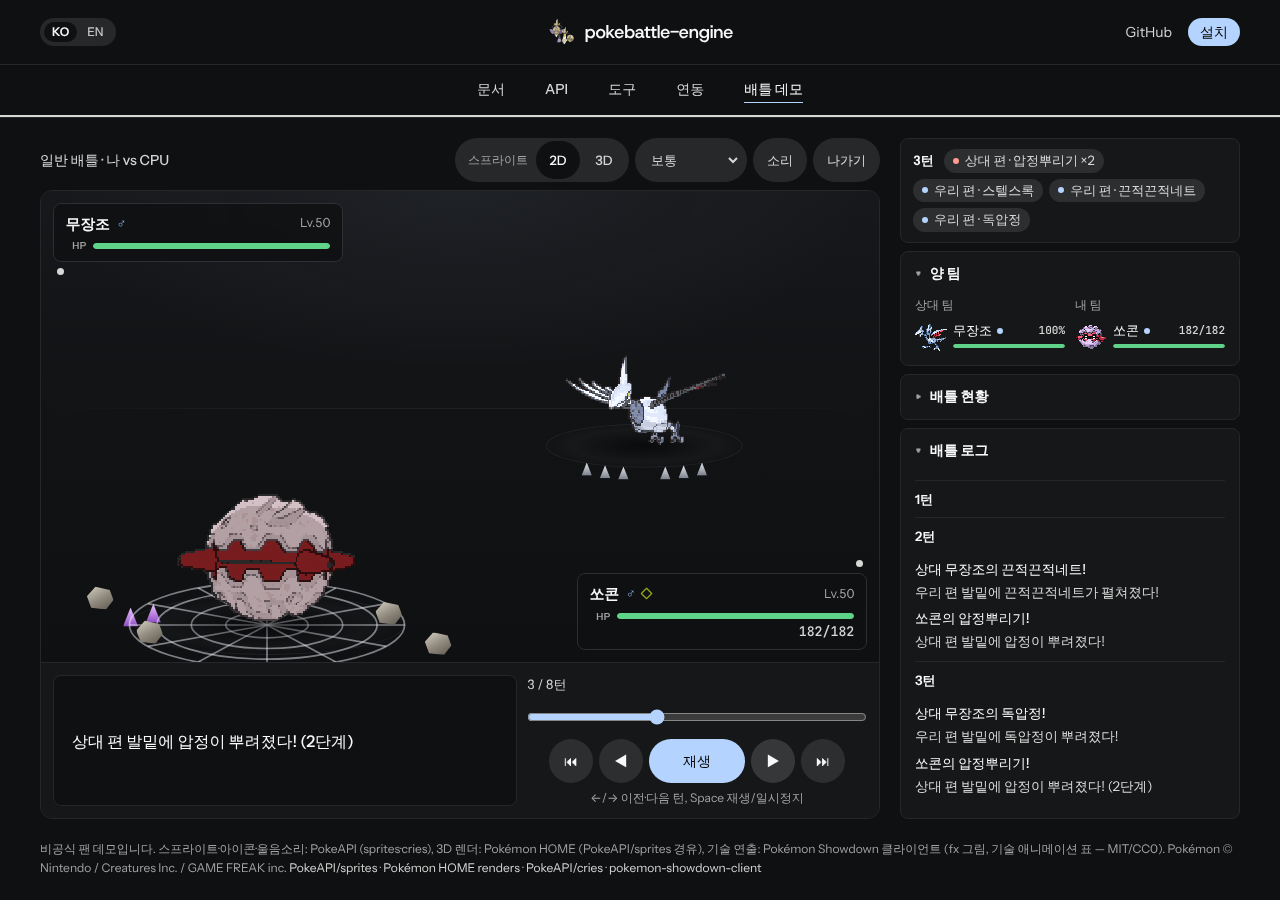 KO EN
pokebattle-engine
GitHub 설치
문서 API 도구 연동 배틀 데모
일반 배틀 · 나 vs CPU
스프라이트 2D 3D 보통 소리 나가기
무장조 ♂ Lv.50
HP
쏘콘 ♂ Lv.50
HP
182/182
상대 편 발밑에 압정이 뿌려졌다! (2단계)
3 / 8턴
⏮ ◀ 재생 ▶ ⏭
←/→ 이전·다음 턴, Space 재생/일시정지
3턴 상대 편 · 압정뿌리기 ×2
우리 편 · 스텔스록 우리 편 · 끈적끈적네트
우리 편 · 독압정
양 팀
상대 팀 내 팀
무장조 100% 쏘콘 182/182
배틀 현황
배틀 로그
1턴
2턴
상대 무장조의 끈적끈적네트!
우리 편 발밑에 끈적끈적네트가 펼쳐졌다!
쏘콘의 압정뿌리기!
상대 편 발밑에 압정이 뿌려졌다!
3턴
상대 무장조의 독압정!
우리 편 발밑에 독압정이 뿌려졌다!
쏘콘의 압정뿌리기!
상대 편 발밑에 압정이 뿌려졌다! (2단계)
비공식 팬 데모입니다. 스프라이트·아이콘·울음소리: PokeAPI (sprites·cries), 3D 렌더: Pokémon HOME (PokeAPI/sprites 경유), 기술 연출: Pokémon Showdown 클라이언트 (fx 그림, 기술 애니메이션 표 — MIT/CC0). Pokémon ©
Nintendo / Creatures Inc. / GAME FREAK inc. PokeAPI/sprites · Pokémon HOME renders · PokeAPI/cries · pokemon-showdown-client